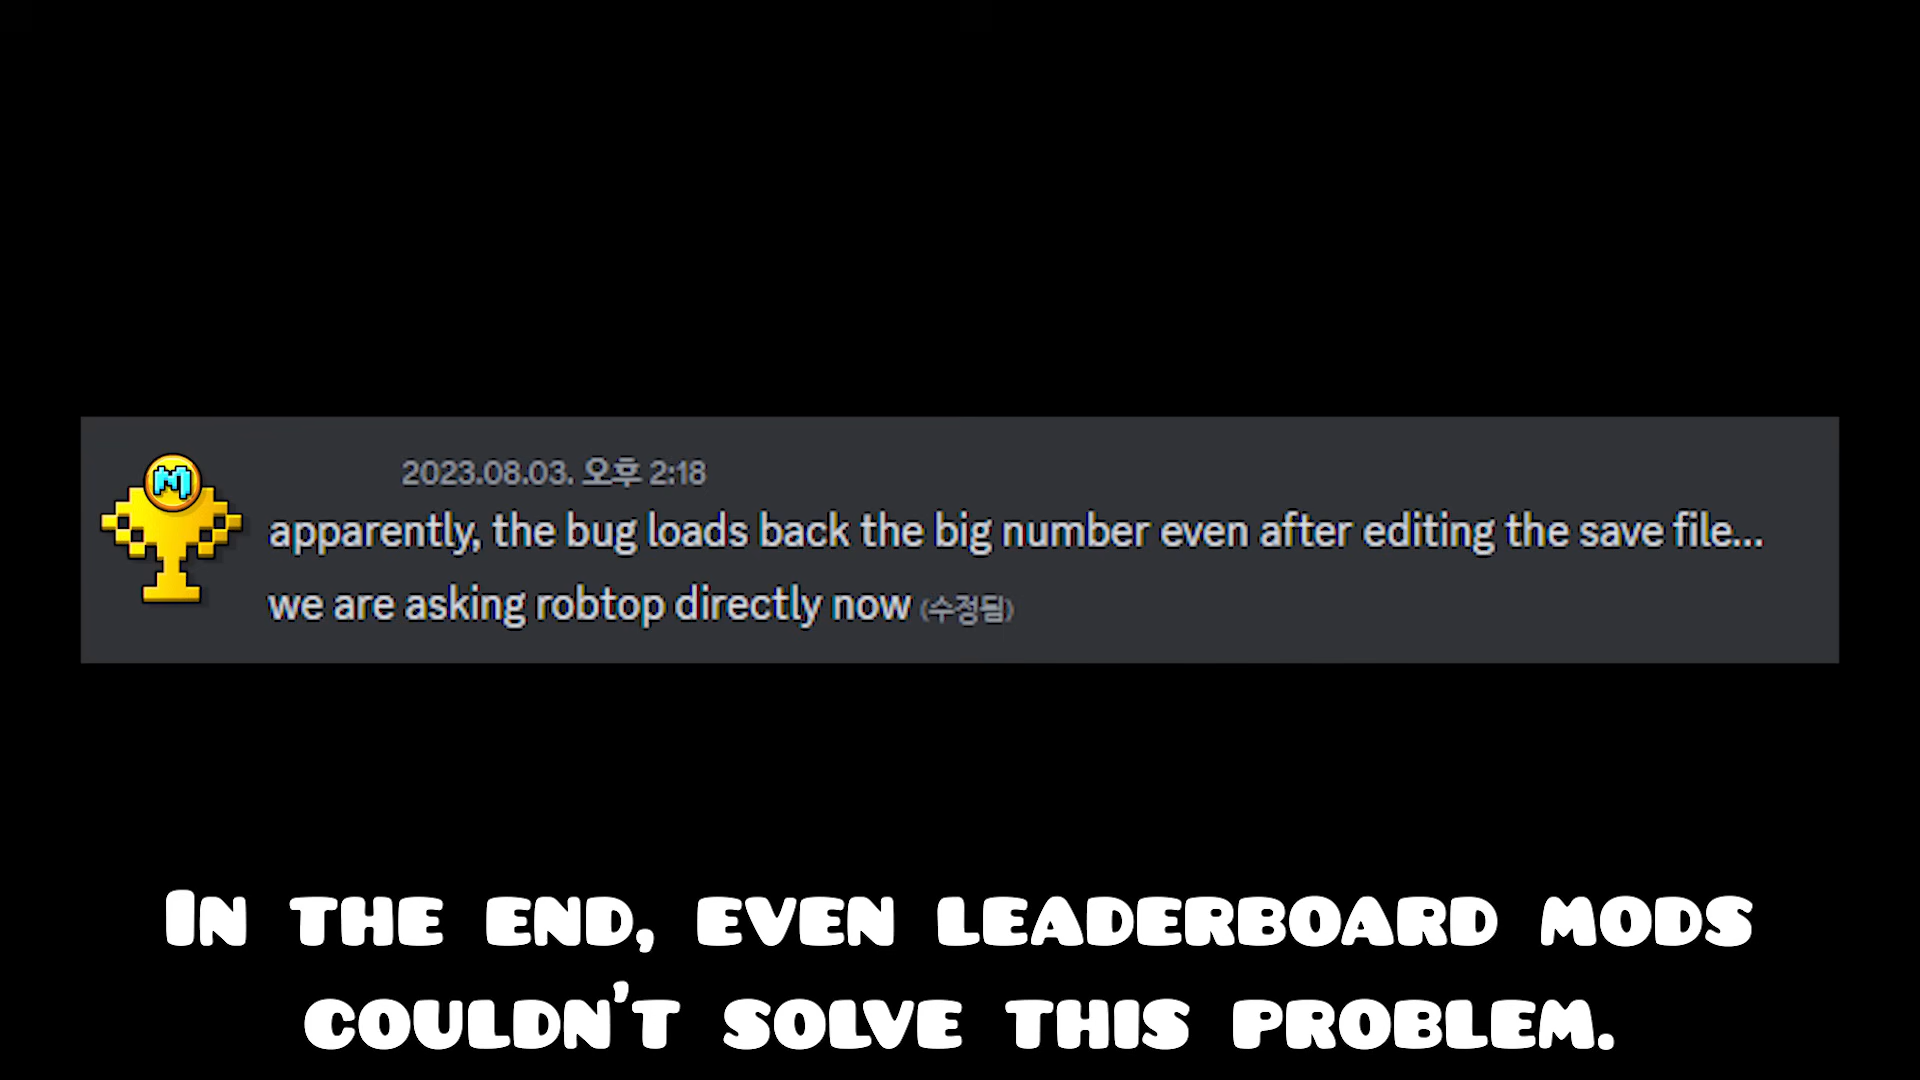 M
2023.08.03. 오후 2:18
apparently, the bug loads back the big number even after editing the save file...
we are asking robtop directly now (수정됨)
IN THE END, EVEN LEADERBOARD MODS
COULDN'T SOLVE THIS PROBLEM.